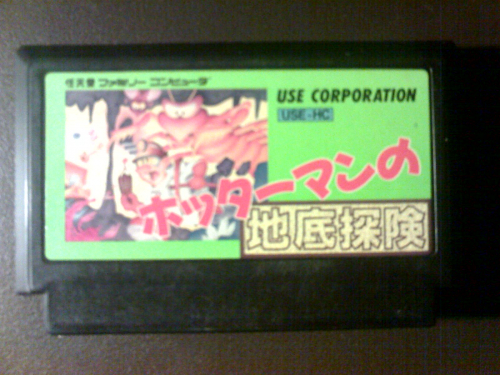 任天堂 ファミリー コンピュータ
USE CORPORATION
USE-HC
ホッターマンの
地底探険